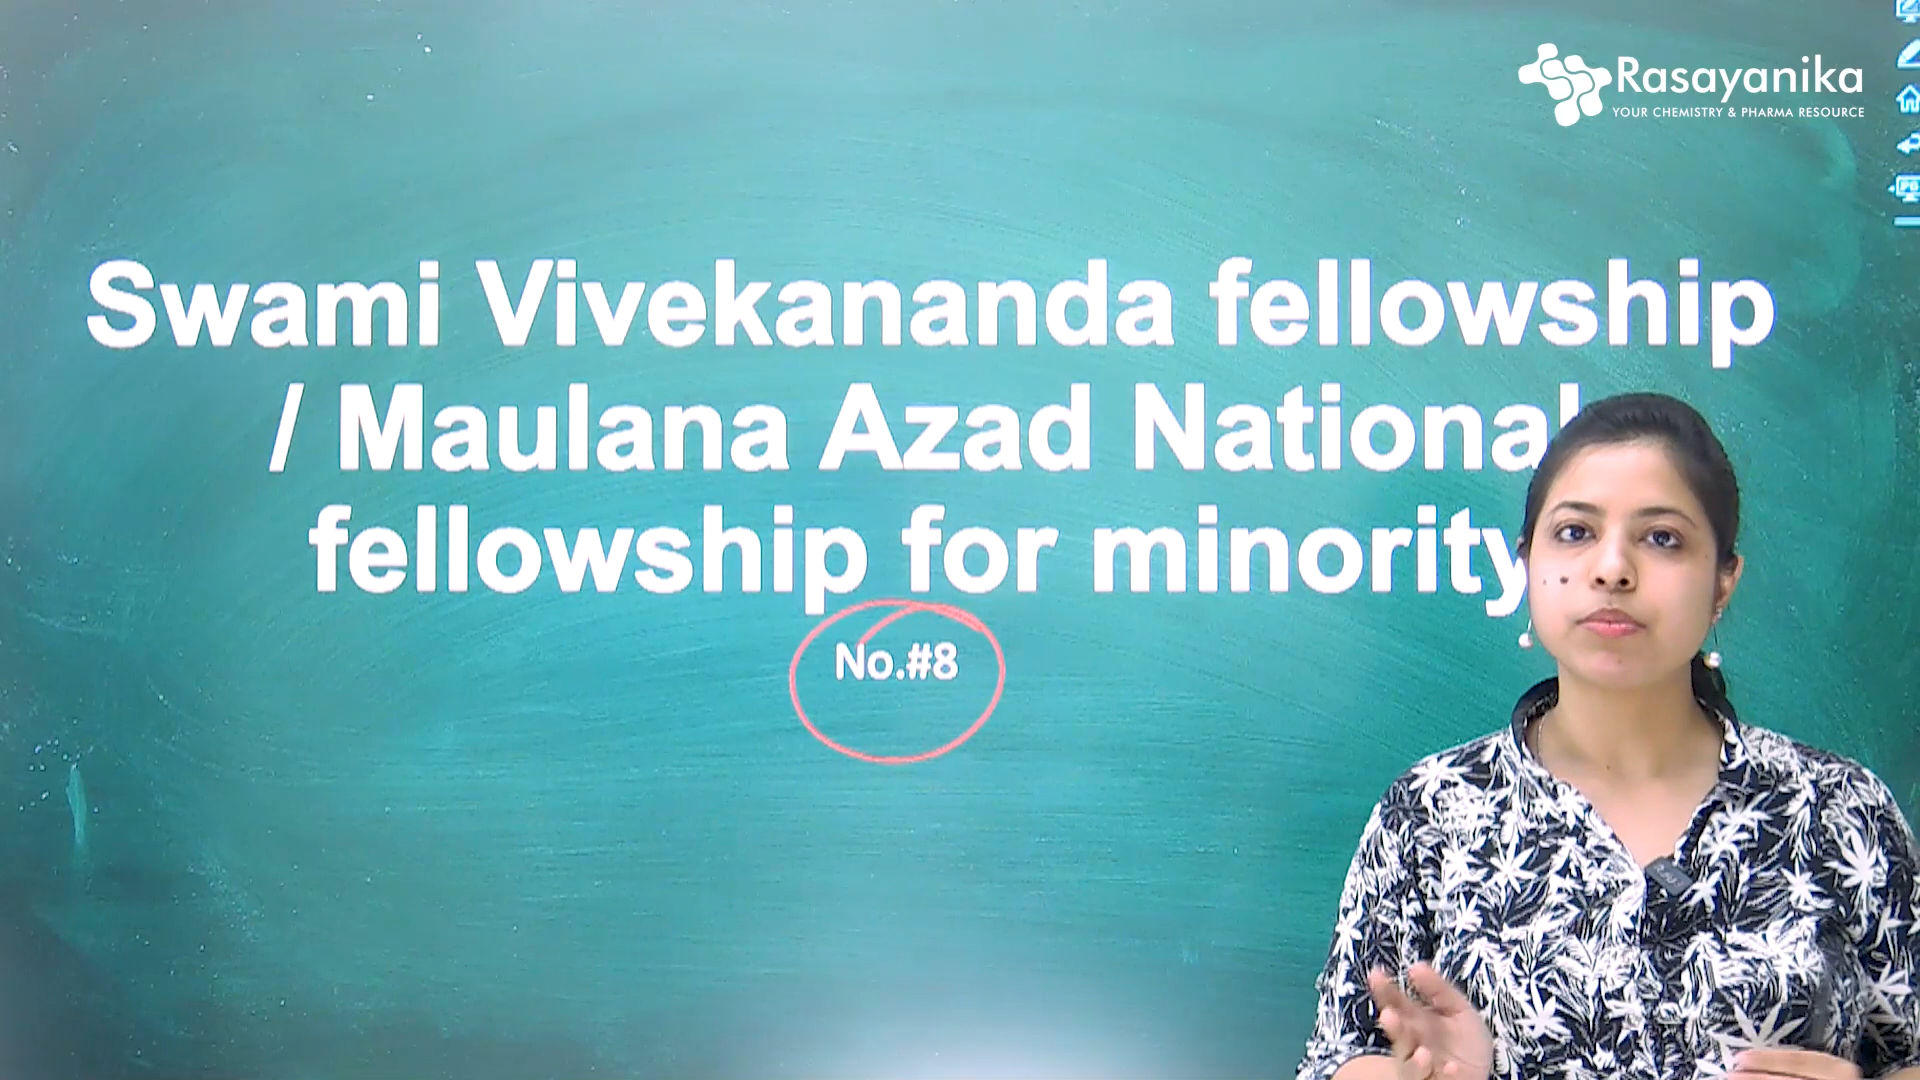 Rasayanika
YOUR CHEMISTRY & PHARMA RESOURCE
Swami Vivekananda fellowship
/ Maulana Azad National
fellowship for minority
No.#8